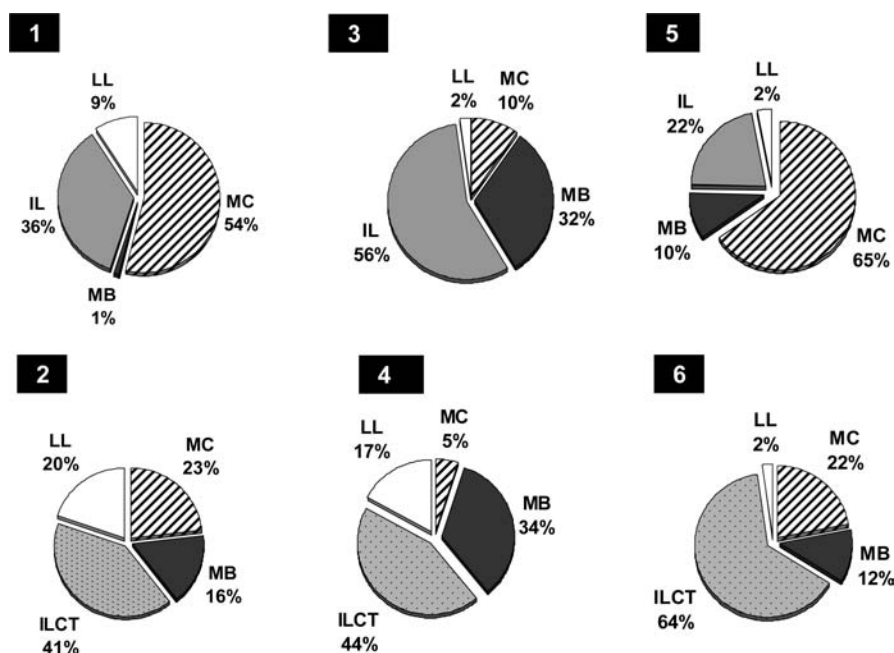 1
LL
9%
IL
36%
MC
54%
MB
1%
3
LL
2%
MC
10%
MB
32%
IL
56%
5
LL
2%
IL
22%
MB
10%
MC
65%
2
LL
20%
MC
23%
MB
16%
ILCT
41%
4
LL
17%
MC
5%
MB
34%
ILCT
44%
6
LL
2%
MC
22%
MB
12%
ILCT
64%